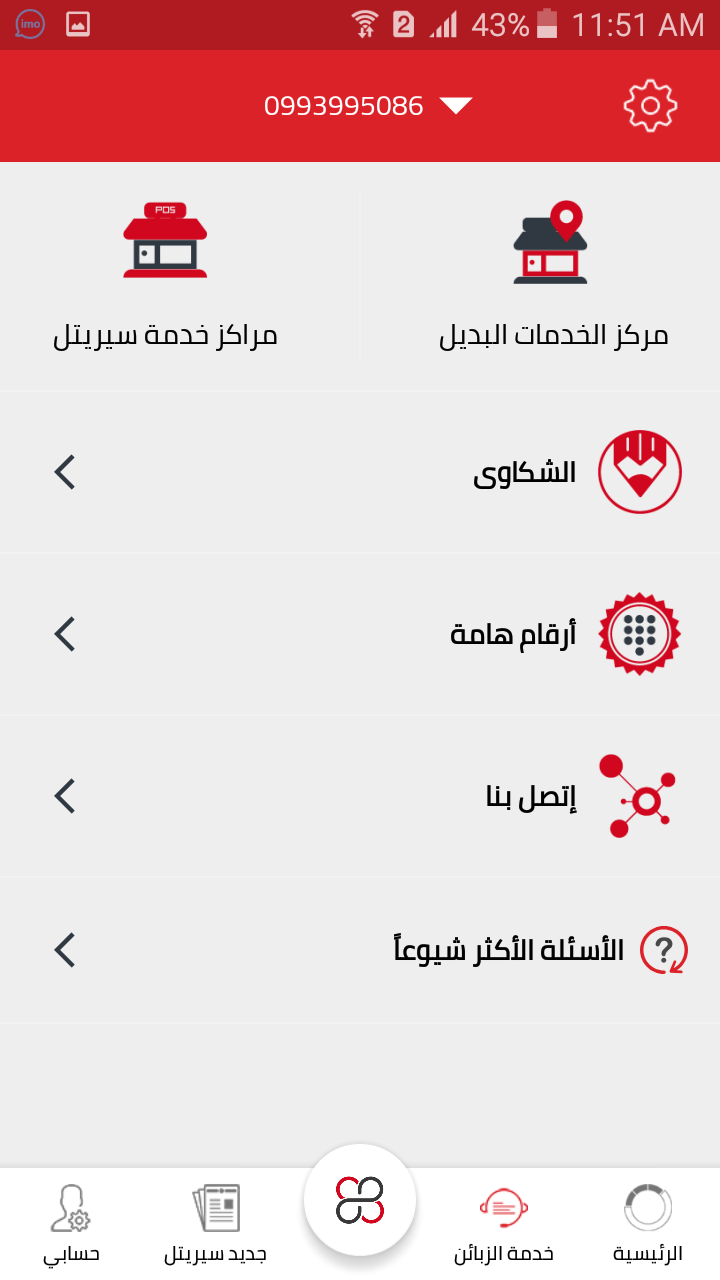 imo 2 43% 11:51 AM
0993995086
POS
مركز الخدمات البديل
مراكز خدمة سيريتل
الشكاوى
أرقام هامة
إتصل بنا
الأسئلة الأكثر شيوعاً
?
الرئيسية
خدمة الزبائن
جديد سيريتل
حسابي